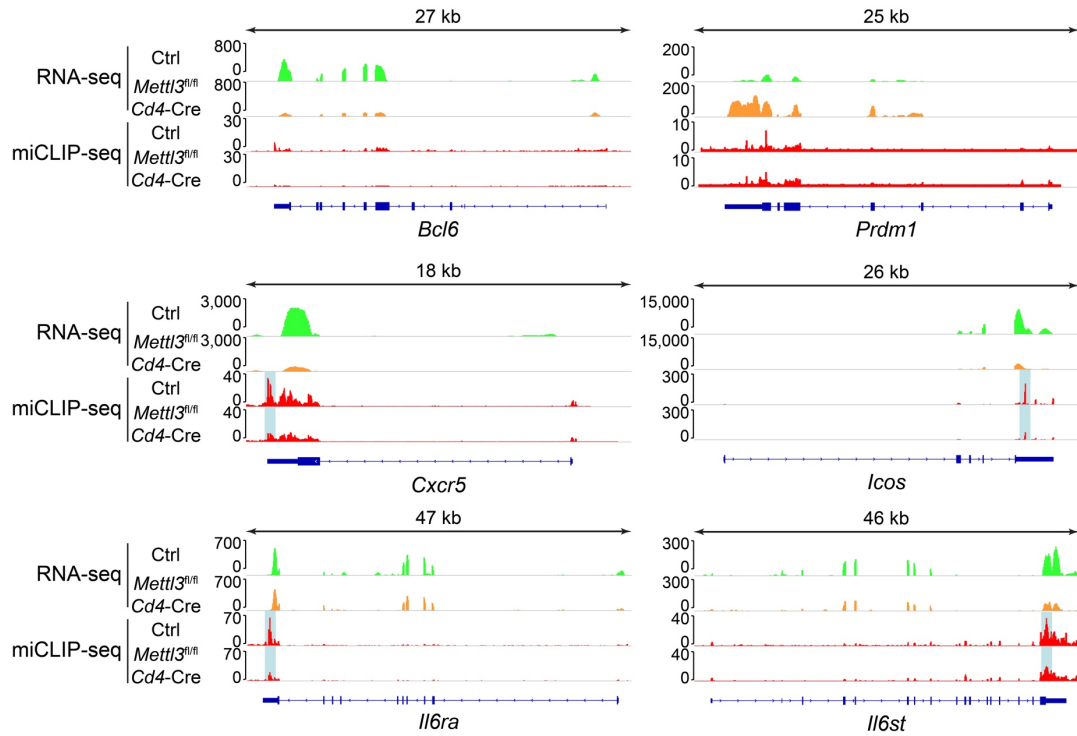 27 kb 25 kb
RNA-seq Ctrl 800 0 200 0
Mettl3fl/fl Cd4-Cre 800 0 200 0
miCLIP-seq Ctrl 30 0 10 0
Mettl3fl/fl Cd4-Cre 30 0 10 0
Bcl6 Prdm1
18 kb 26 kb
RNA-seq Ctrl 3,000 0 15,000 0
Mettl3fl/fl Cd4-Cre 3,000 0 15,000 0
miCLIP-seq Ctrl 40 0 300 0
Mettl3fl/fl Cd4-Cre 40 0 300 0
Cxcr5 Icos
47 kb 46 kb
RNA-seq Ctrl 700 0 300 0
Mettl3fl/fl Cd4-Cre 700 0 300 0
miCLIP-seq Ctrl 70 0 40 0
Mettl3fl/fl Cd4-Cre 70 0 40 0
Il6ra Il6st